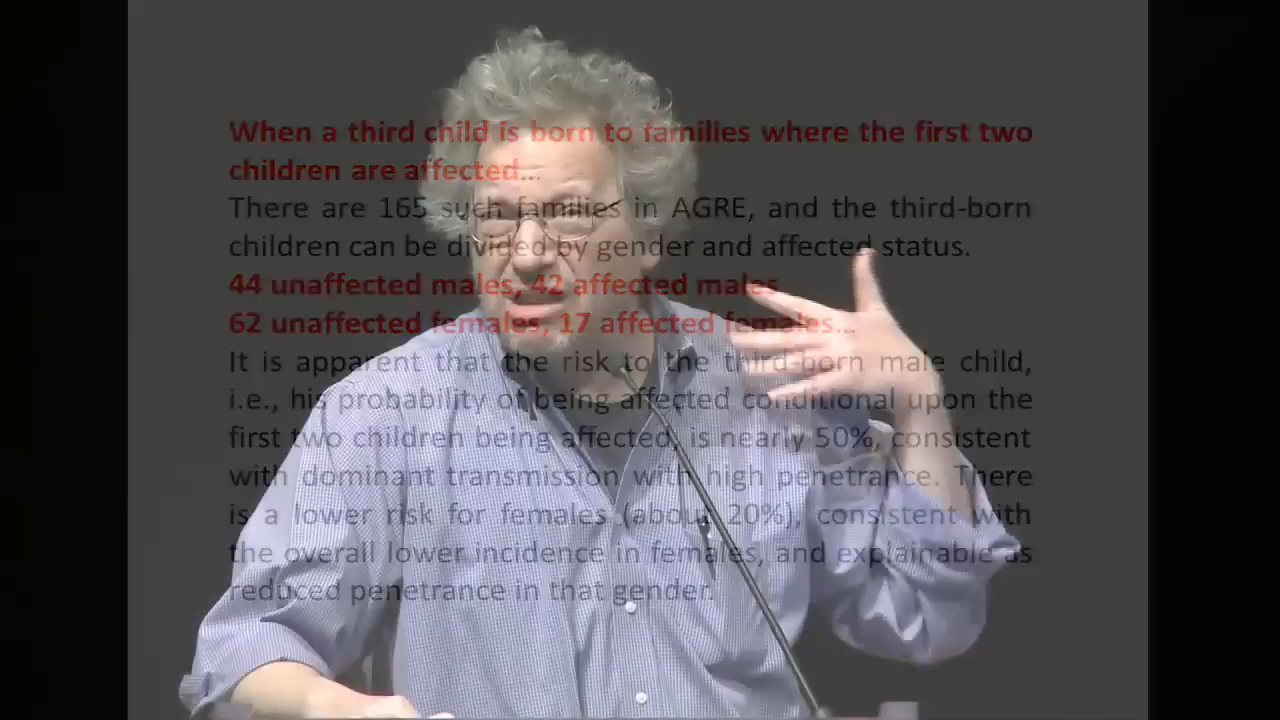 When a third child is born to families where the first two
children are affected…
There are 165 such families in AGRE, and the third-born
children can be divided by gender and affected status.
44 unaffected males, 42 affected males
62 unaffected females, 17 affected females…
It is apparent that the risk to the third-born male child,
i.e., his probability of being affected conditional upon the
first two children being affected, is nearly 50%, consistent
with dominant transmission with high penetrance. There
is a lower risk for females (about 20%), consistent with
the overall lower incidence in females, and explainable as
reduced penetrance in that gender.